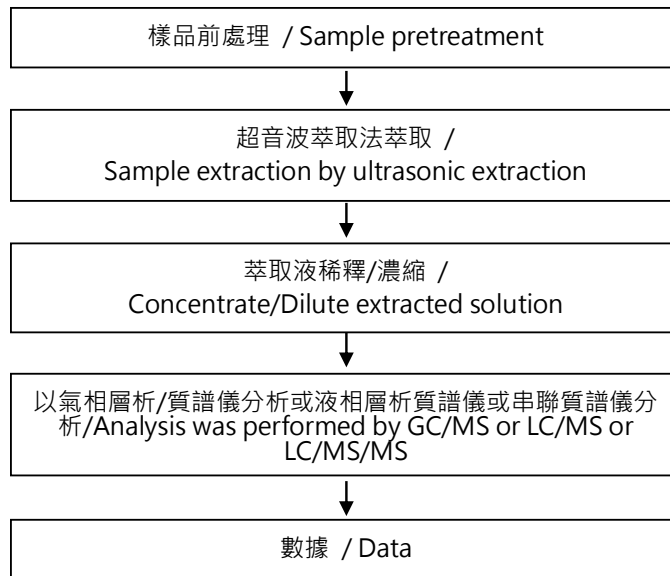 樣品前處理 / Sample pretreatment
超音波萃取法萃取 /
Sample extraction by ultrasonic extraction
萃取液稀釋/濃縮 /
Concentrate/Dilute extracted solution
以氣相層析/質譜儀分析或液相層析質譜儀或串聯質譜儀分
析/Analysis was performed by GC/MS or LC/MS or
LC/MS/MS
數據 / Data